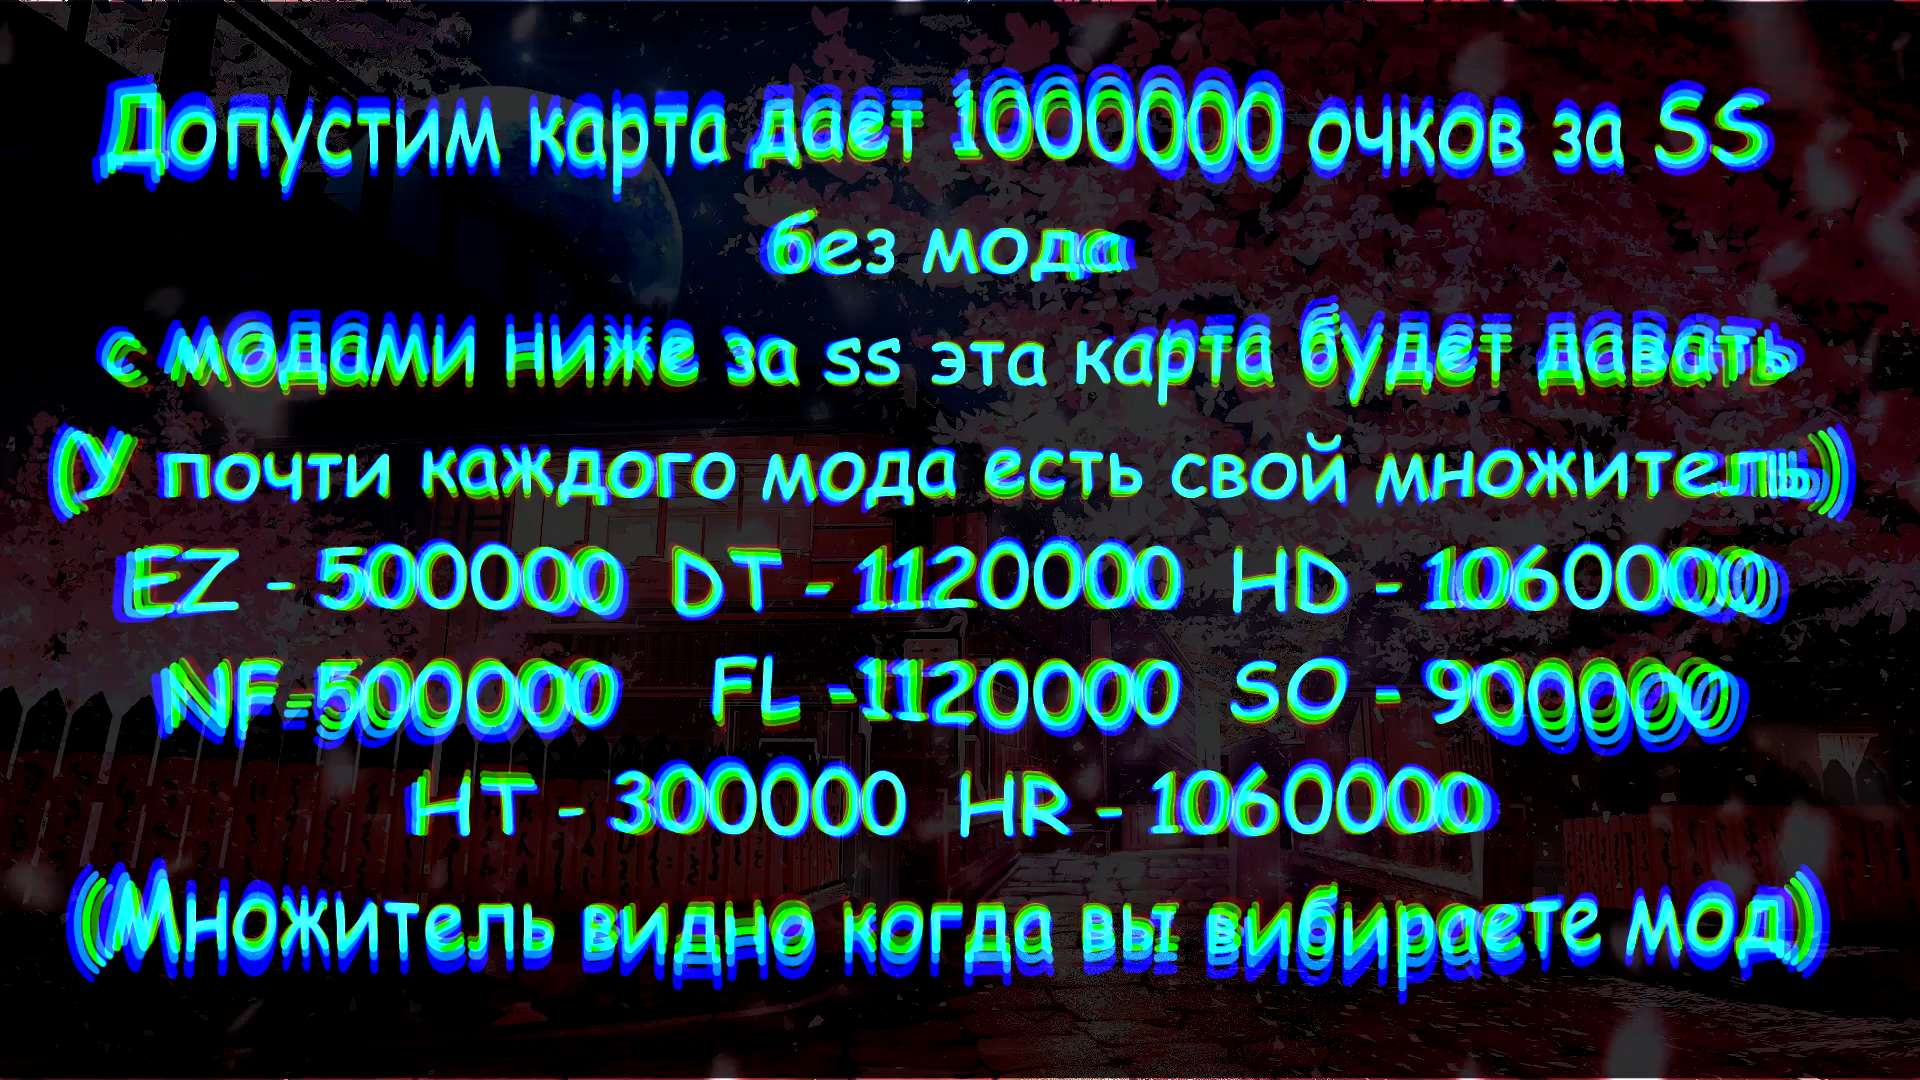 Допустим карта дает 1000000 очков за SS
без мода
с модами ниже за ss эта карта будет давать
(У почти каждого мода есть свой множитель)
EZ - 500000 DT - 1120000 HD - 1060000
NF-500000 FL -1120000 SO - 900000
HT - 300000 HR - 1060000
(Множитель видно когда вы вибираете мод)